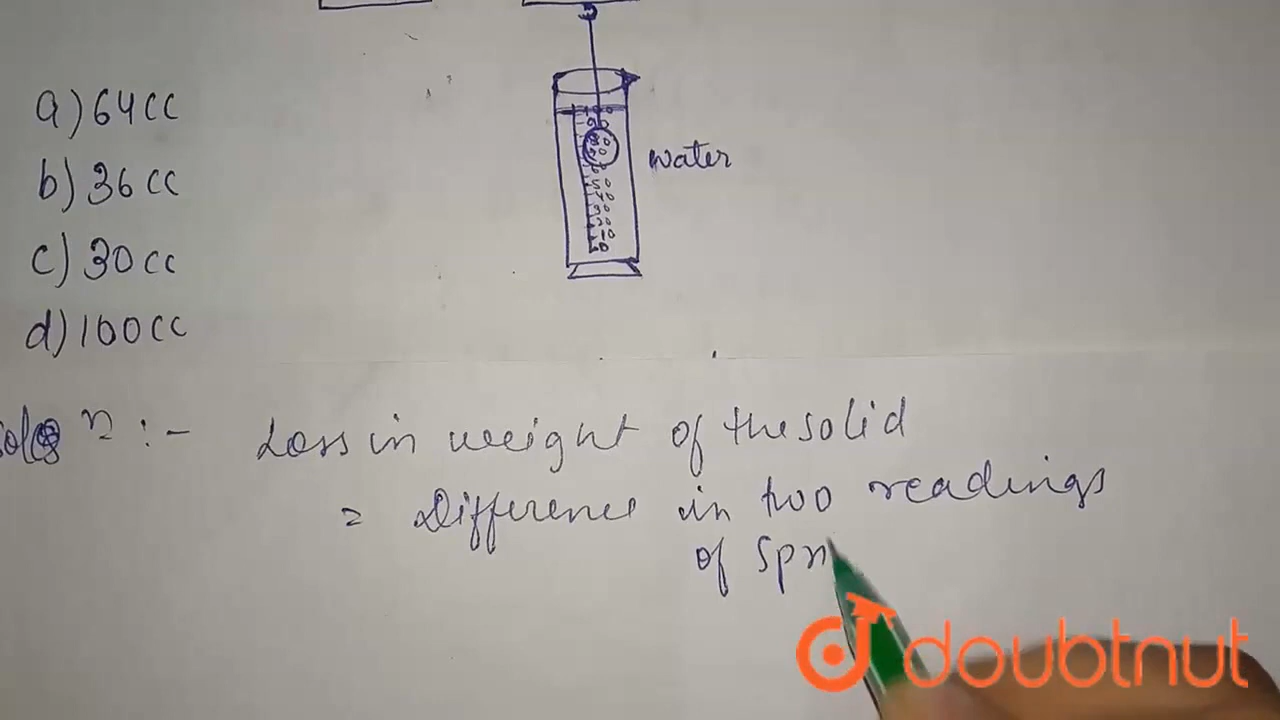 a) 64 cc
b) 36 cc
water
c) 30 cc
d) 100 cc
:- Loss in weight of the solid
= Difference in two readings
of Spr
doubtnut